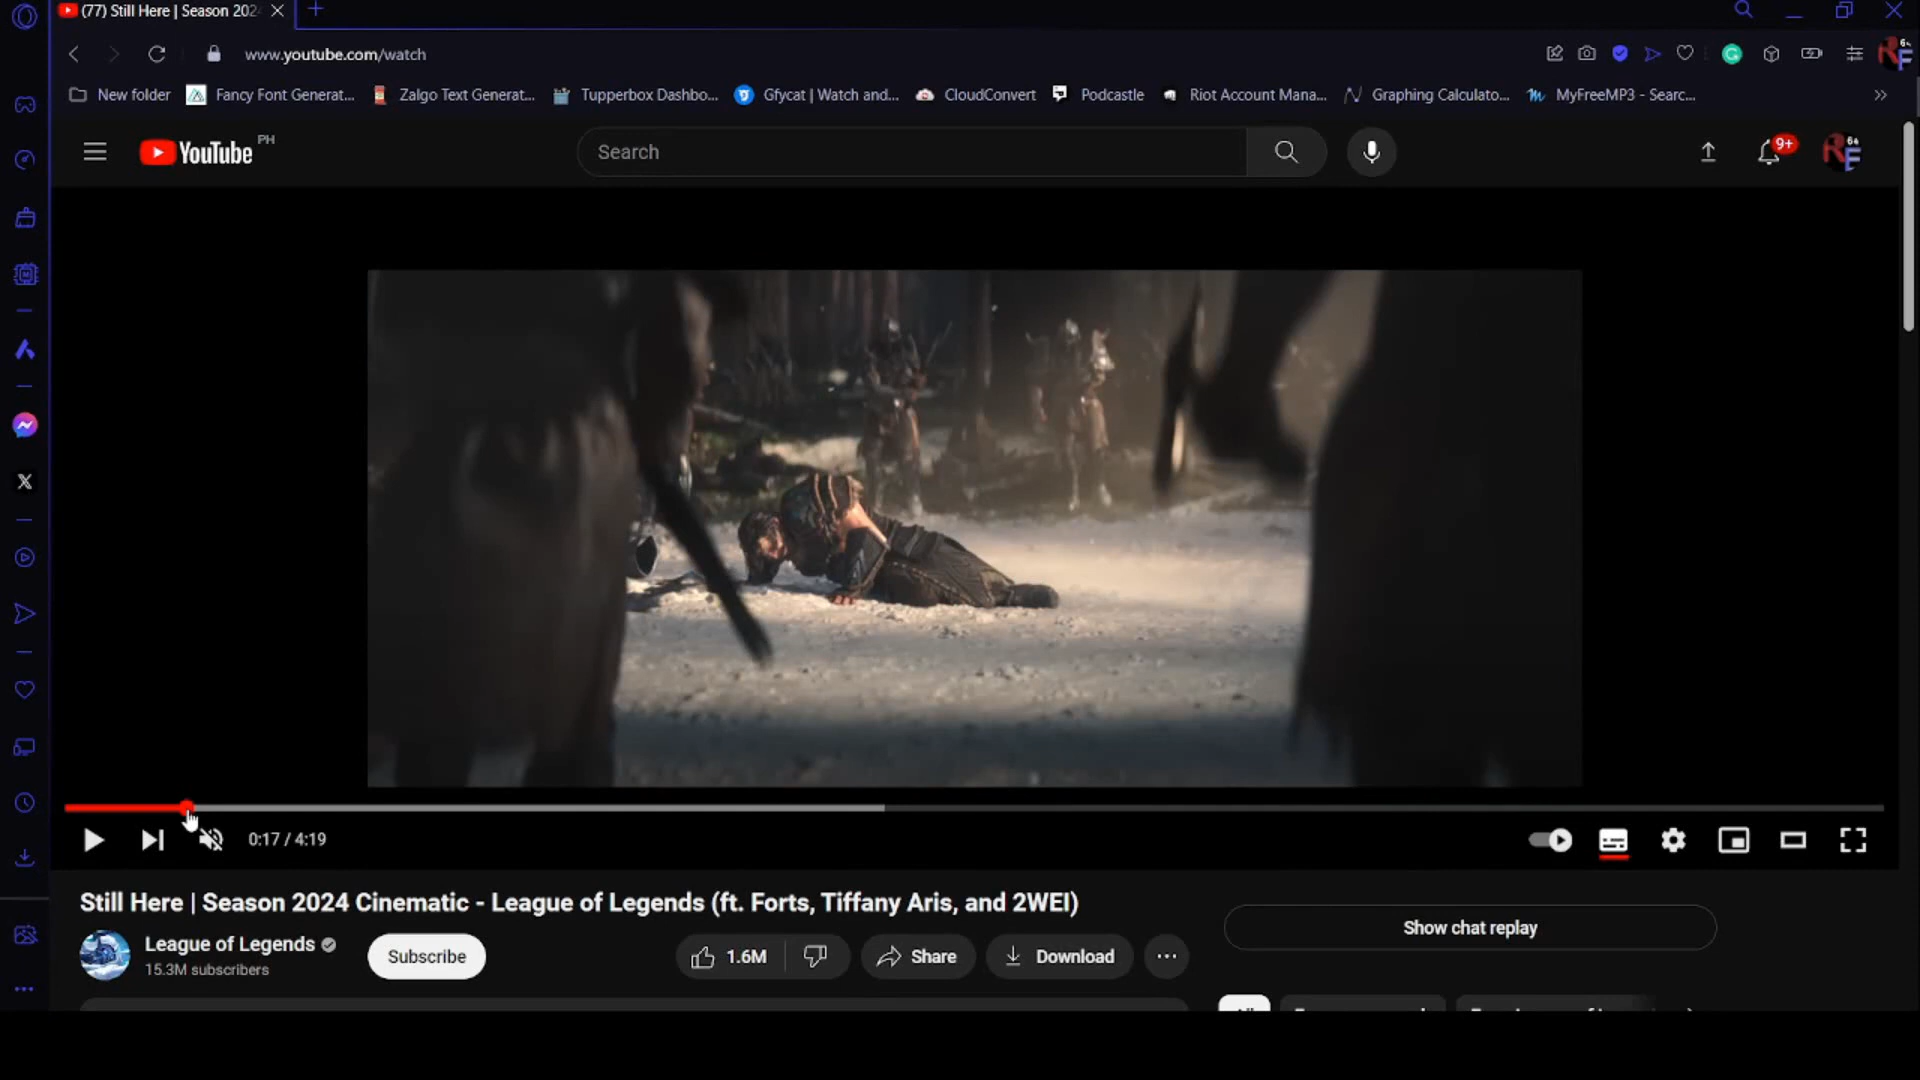 (77) Still Here | Season 202
www.youtube.com/watch
New folder
Fancy Font Generat...
Zalgo Text Generat...
Tupperbox Dashbo...
Gfycat | Watch and...
CloudConvert
Podcastle
Riot Account Mana...
Graphing Calculato...
MyFreeMP3 - Searc...
YouTube PH
Search
9+
0:17 / 4:19
Still Here | Season 2024 Cinematic - League of Legends (ft. Forts, Tiffany Aris, and 2WEI)
Show chat replay
League of Legends
15.3M subscribers
Subscribe
1.6M
Share
Download